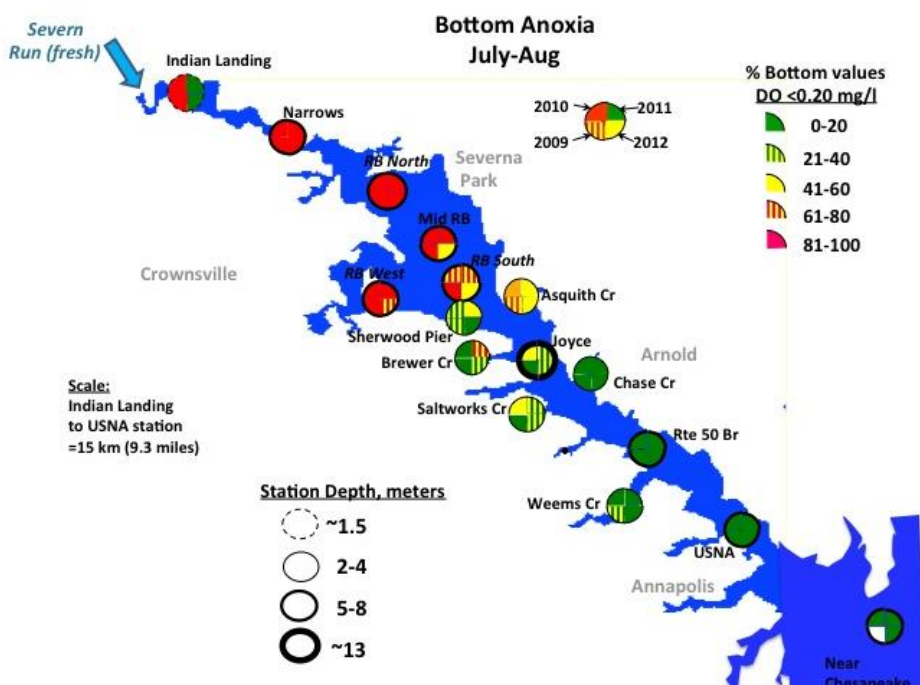 Bottom Anoxia
July-Aug
Severn
Run (fresh)
Indian Landing
Narrows
RB North
Severna
Park
Mid RB
RB South
RB West
Crownsville
Asquith Cr
Sherwood Pier
Brewer Cr
Joyce
Arnold
Chase Cr
Saltworks Cr
Rte 50 Br
Weems Cr
USNA
Annapolis
Near
Chesapeake
2010
2011
2009
2012
% Bottom values
DO <0.20 mg/l
0-20
21-40
41-60
61-80
81-100
Scale:
Indian Landing
to USNA station
=15 km (9.3 miles)
Station Depth, meters
~1.5
2-4
5-8
~13